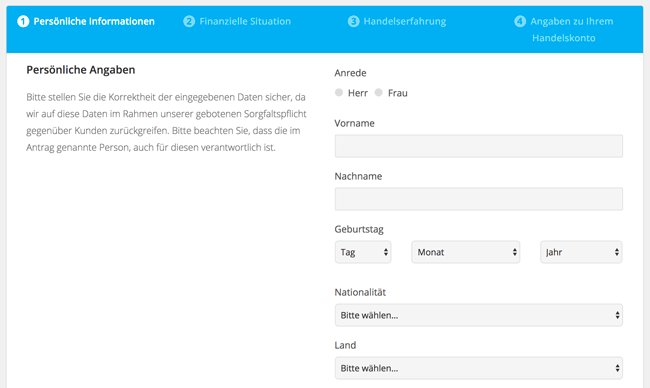 1 Persönliche Informationen
2 Finanzielle Situation
3 Handelserfahrung
4 Angaben zu Ihrem
Handelskonto
Persönliche Angaben
Bitte stellen Sie die Korrektheit der eingegebenen Daten sicher, da
wir auf diese Daten im Rahmen unserer gebotenen Sorgfaltspflicht
gegenüber Kunden zurückgreifen. Bitte beachten Sie, dass die im
Antrag genannte Person, auch für diesen verantwortlich ist.
Anrede
Herr Frau
Vorname
Nachname
Geburtstag
Tag Monat Jahr
Nationalität
Bitte wählen...
Land
Bitte wählen...